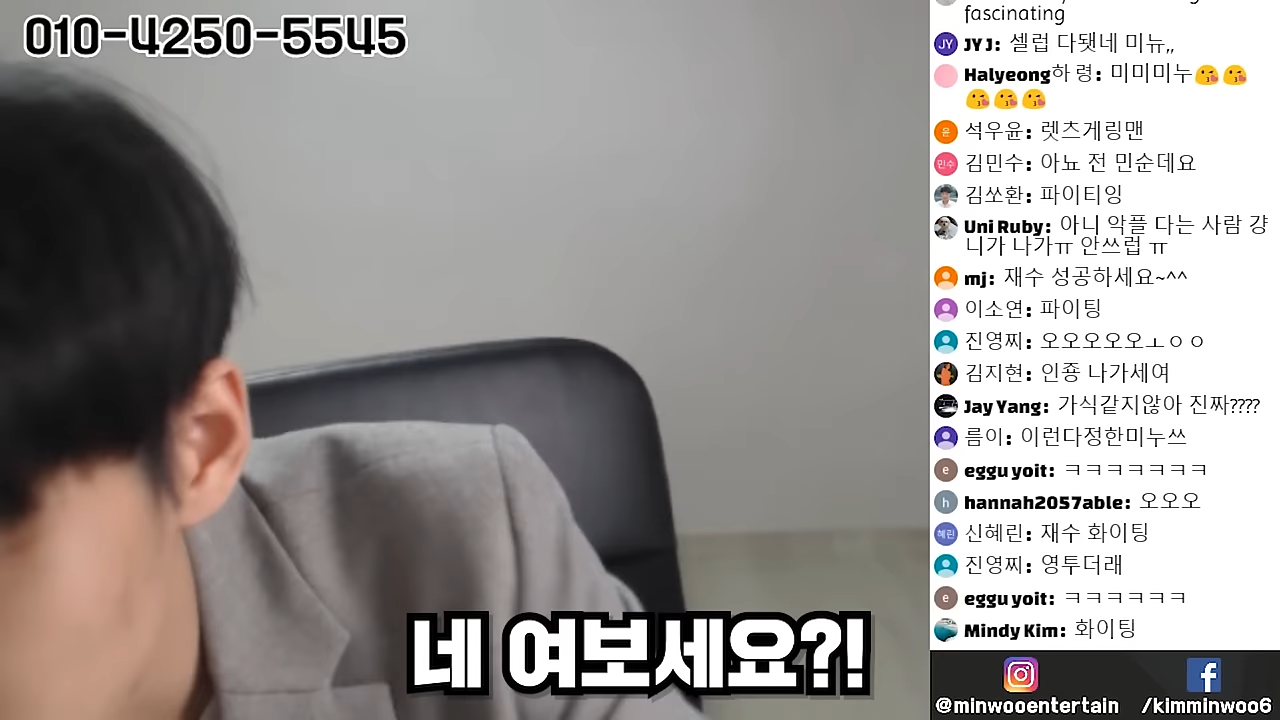 010-4250-5545
fascinating
JY J: 셀럽 다됏네 미뉴,,
Halyeong하 령: 미미미누😘😘
😘😘😘
석우윤: 렛츠게링맨
김민수: 아뇨 전 민순데요
김쏘환: 파이티잉
Uni Ruby: 아니 악플 다는 사람 걍
니가 나가ㅠ 안쓰럽 ㅠ
mj: 재수 성공하세요~^^
이소연: 파이팅
진영찌: 오오오오오ㅗㅇㅇ
김지현: 인죵 나가세여
Jay Yang: 가식같지않아 진짜????
름이: 이런다정한미누쓰
eggu yoit: ㅋㅋㅋㅋㅋㅋㅋ
hannah2057able: 오오오
신혜린: 재수 화이팅
진영찌: 영투더래
eggu yoit: ㅋㅋㅋㅋㅋㅋ
Mindy Kim: 화이팅
네 여보세요?!
@minwooentertain /kimminwoo6